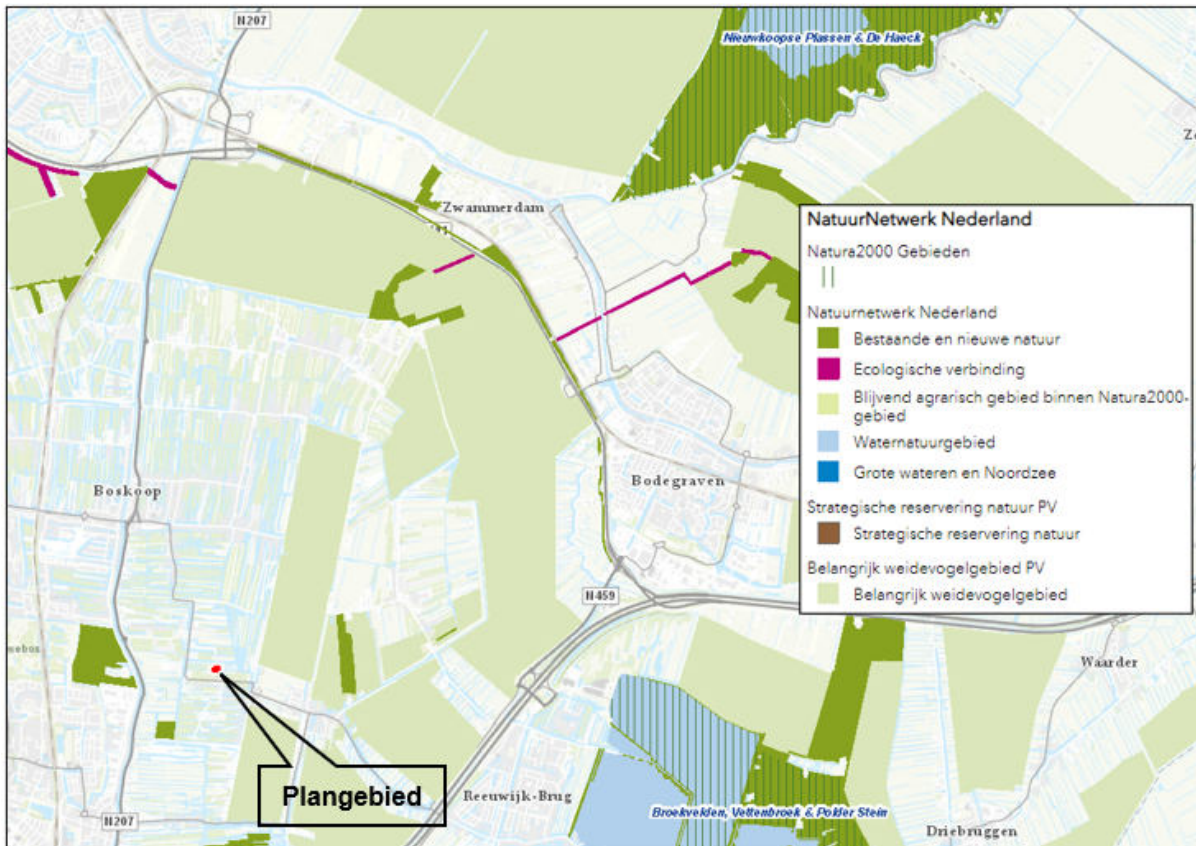 N207
Nieuwkoopse Plassen & De Haeck
Zwammerdam
NatuurNetwerk Nederland
Natura2000 Gebieden
Natuurnetwerk Nederland
Bestaande en nieuwe natuur
Ecologische verbinding
Blijvend agrarisch gebied binnen Natura2000-
gebied
Waternatuurgebied
Grote wateren en Noordzee
Strategische reservering natuur PV
Strategische reservering natuur
Belangrijk weidevogelgebied PV
Belangrijk weidevogelgebied
Boskoop
Bodegraven
N459
Waarder
Plangebied
Reeuwijk-Brug
N207
Broekvelden, Vettenbroek & Polder Stein
Driebruggen